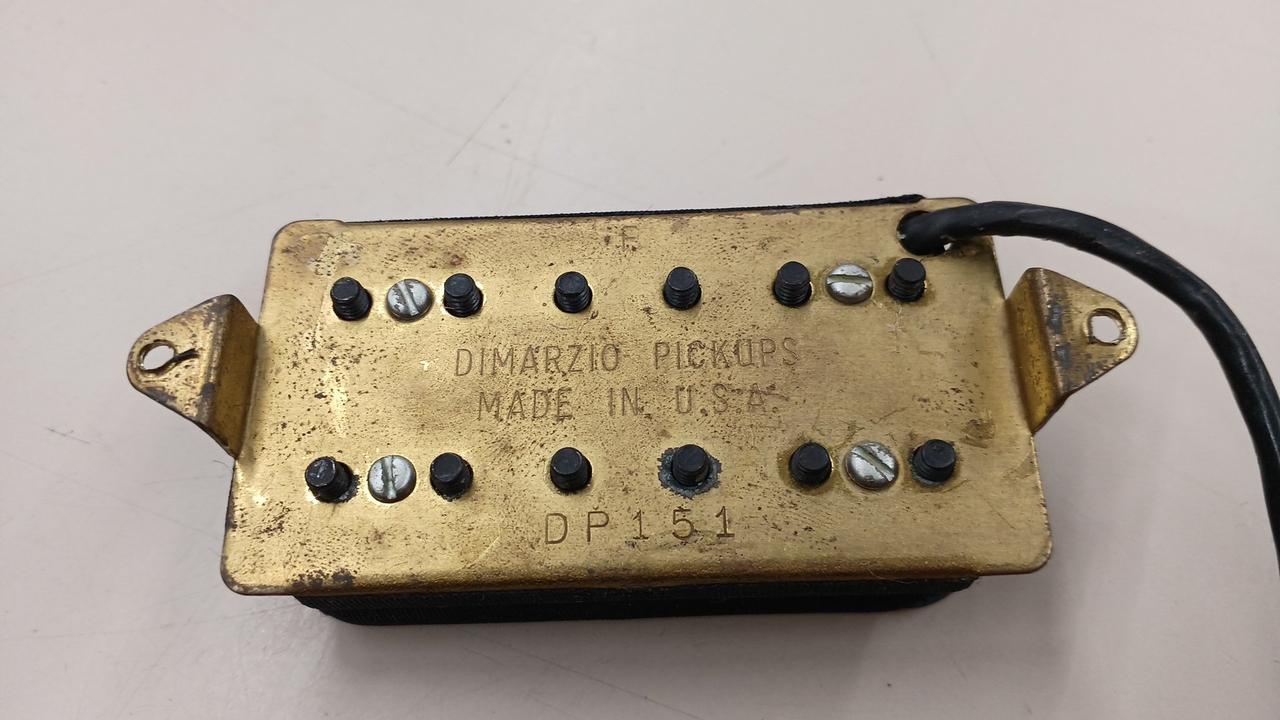 F
DIMARZIO PICKUPS
MADE IN U.S.A.
DP151